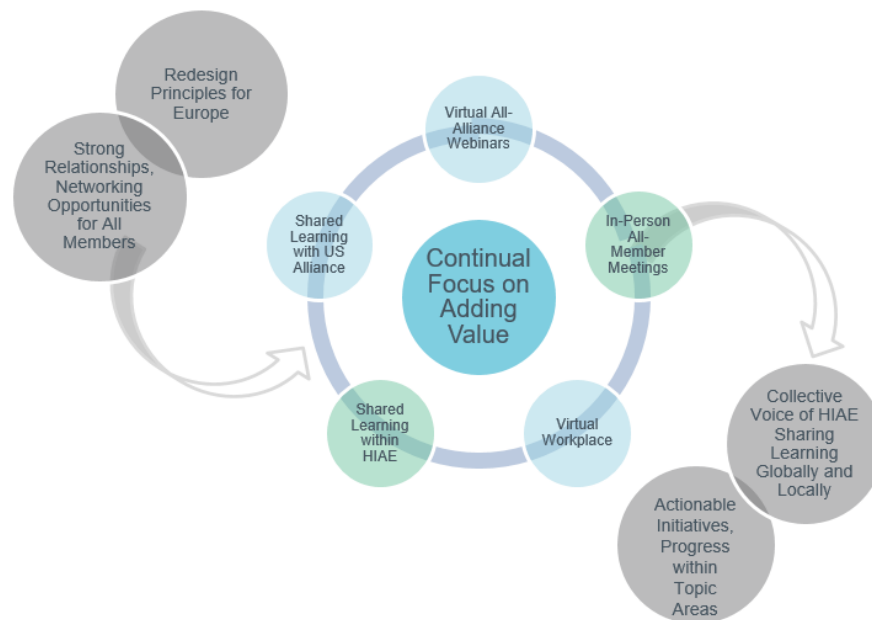 Redesign
Principles for
Europe
Strong
Relationships,
Networking
Opportunities
for All
Members
Virtual All-
Alliance
Webinars
Shared
Learning
with US
Alliance
In-Person
All-
Member
Meetings
Continual
Focus on
Adding
Value
Shared
Learning
within
HIAE
Virtual
Workplace
Collective
Voice of HIAE
Sharing
Learning
Globally and
Locally
Actionable
Initiatives,
Progress
within
Topic
Areas